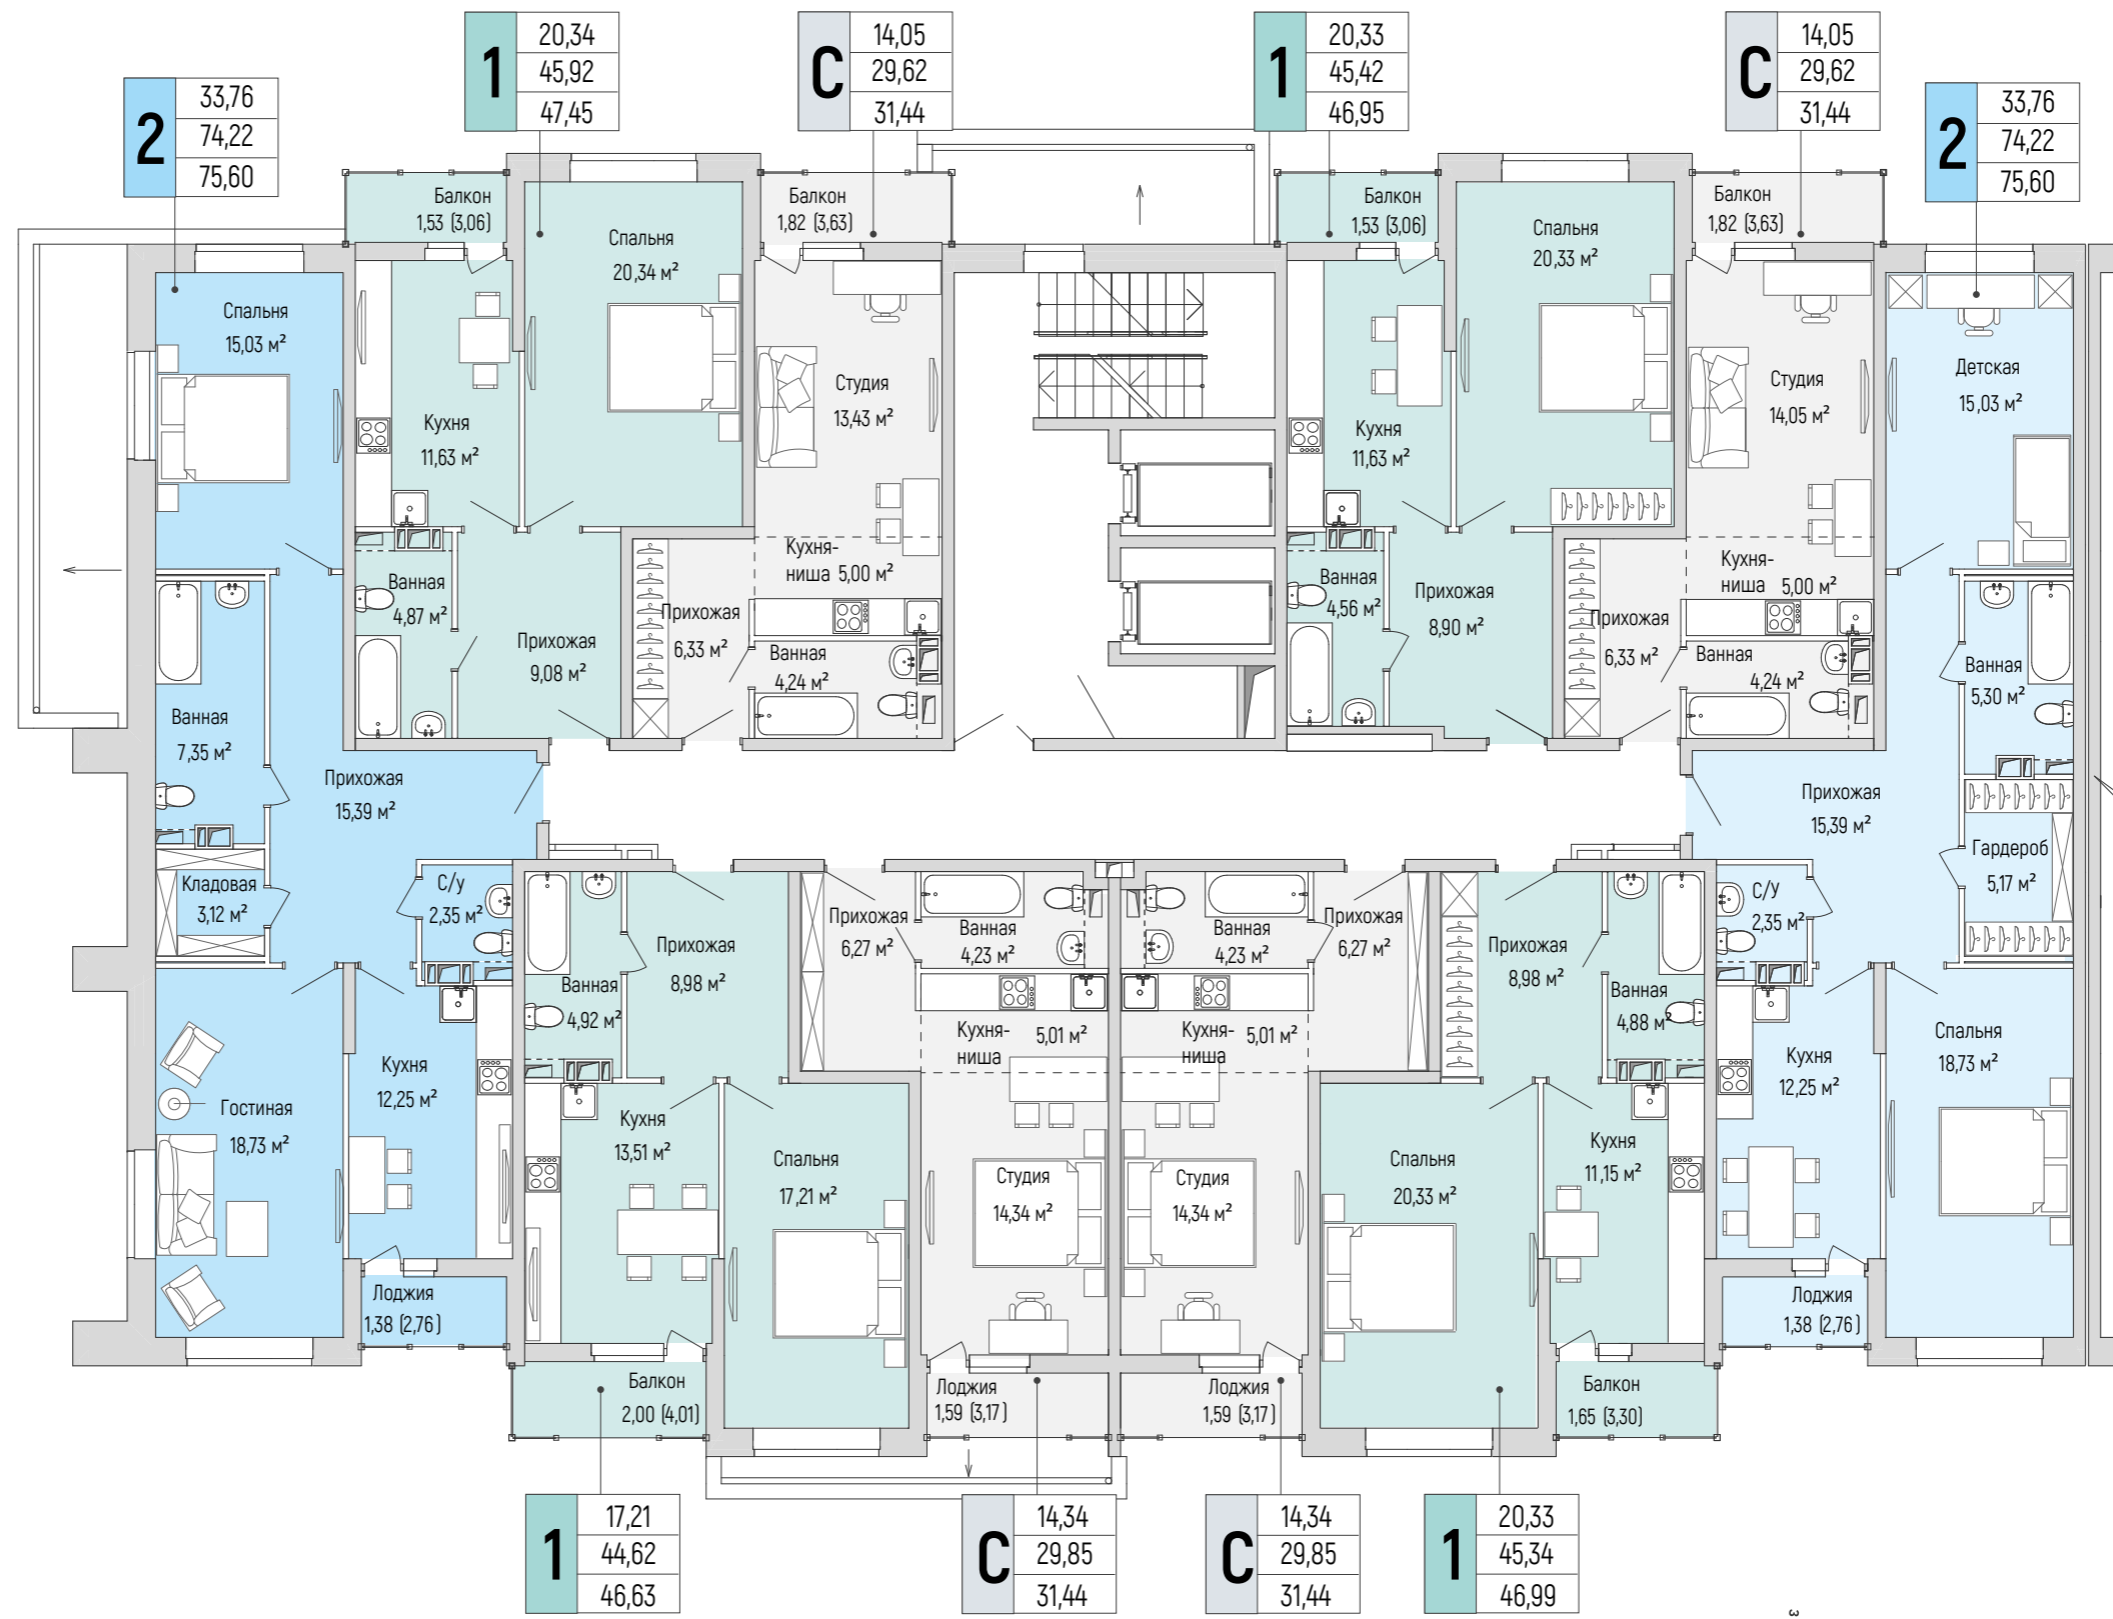 2
33,76
74,22
75,60
1
20,34
45,92
47,45
С
14,05
29,62
31,44
1
20,33
45,42
46,95
С
14,05
29,62
31,44
2
33,76
74,22
75,60
Балкон
1,53 (3,06)
Спальня
20,34 м²
Балкон
1,82 (3,63)
Балкон
1,53 (3,06)
Спальня
20,33 м²
Балкон
1,82 (3,63)
Спальня
15,03 м²
Кухня
11,63 м²
Студия
13,43 м²
Кухня
11,63 м²
Студия
14,05 м²
Детская
15,03 м²
Ванная
4,87 м²
Прихожая
9,08 м²
Прихожая
6,33 м²
Кухня-
ниша 5,00 м²
Ванная
4,24 м²
Ванная
4,56 м²
Прихожая
8,90 м²
Прихожая
6,33 м²
Кухня-
ниша 5,00 м²
Ванная
4,24 м²
Ванная
5,30 м²
Ванная
7,35 м²
Прихожая
15,39 м²
Прихожая
15,39 м²
Гардероб
5,17 м²
Кладовая
3,12 м²
С/у
2,35 м²
Прихожая
8,98 м²
Ванная
4,92 м²
Прихожая
6,27 м²
Ванная
4,23 м²
Ванная
4,23 м²
Прихожая
6,27 м²
Прихожая
8,98 м²
Ванная
4,88 м²
С/У
2,35 м²
Кухня-
ниша
5,01 м²
Кухня-
ниша
5,01 м²
Гостиная
18,73 м²
Кухня
12,25 м²
Кухня
13,51 м²
Спальня
17,21 м²
Студия
14,34 м²
Студия
14,34 м²
Спальня
20,33 м²
Кухня
11,15 м²
Кухня
12,25 м²
Спальня
18,73 м²
Лоджия
1,38 (2,76)
Балкон
2,00 (4,01)
Лоджия
1,59 (3,17)
Лоджия
1,59 (3,17)
Балкон
1,65 (3,30)
Лоджия
1,38 (2,76)
1
17,21
44,62
46,63
С
14,34
29,85
31,44
С
14,34
29,85
31,44
1
20,33
45,34
46,99